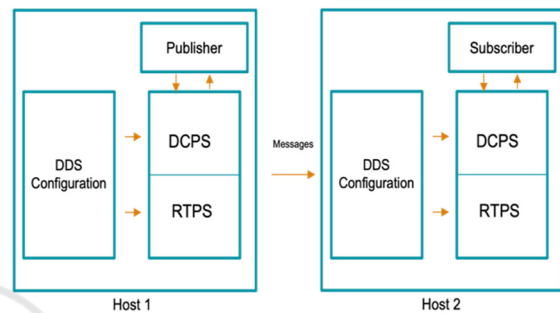 Publisher
DDS
Configuration
DCPS
RTPS
Host 1
Messages
Subscriber
DDS
Configuration
DCPS
RTPS
Host 2